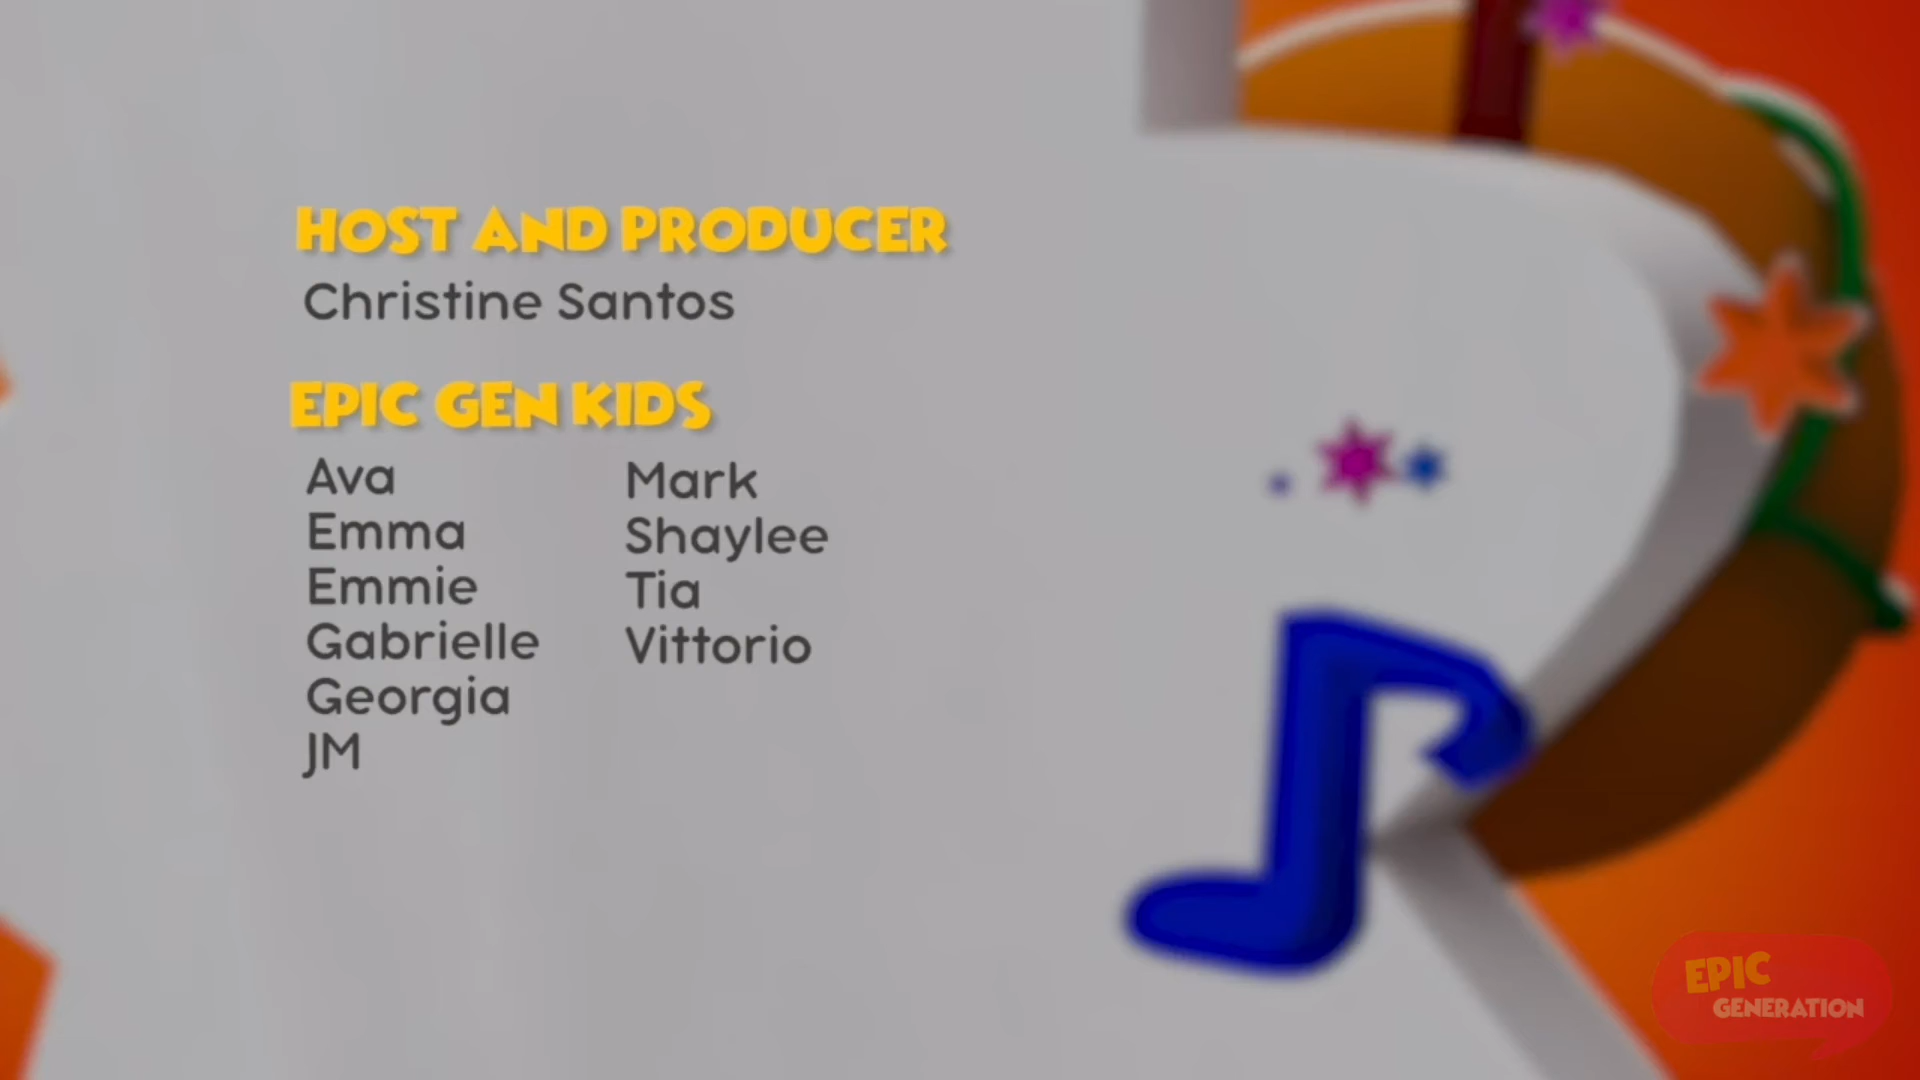 HOST AND PRODUCER
Christine Santos
EPIC GEN KIDS
Ava
Emma
Emmie
Gabrielle
Georgia
JM
Mark
Shaylee
Tia
Vittorio
EPIC
GENERATION